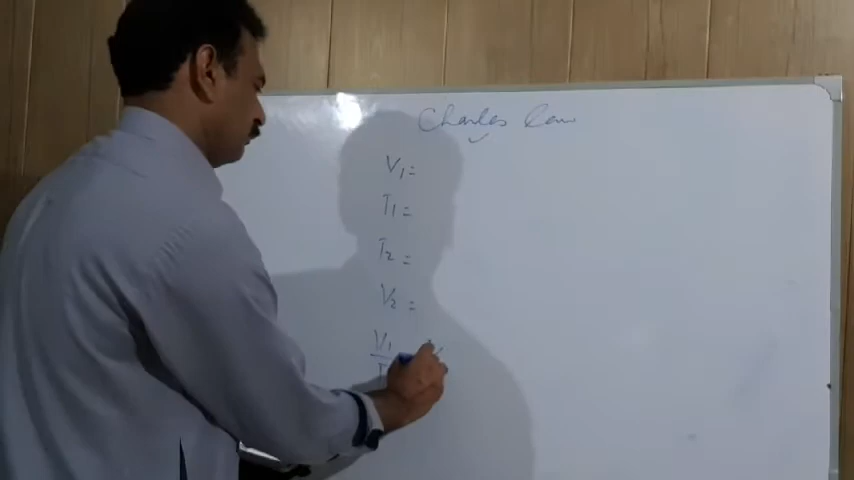 Charles law
V₁ =
T₁ =
T₂ =
V₂ =
V₁